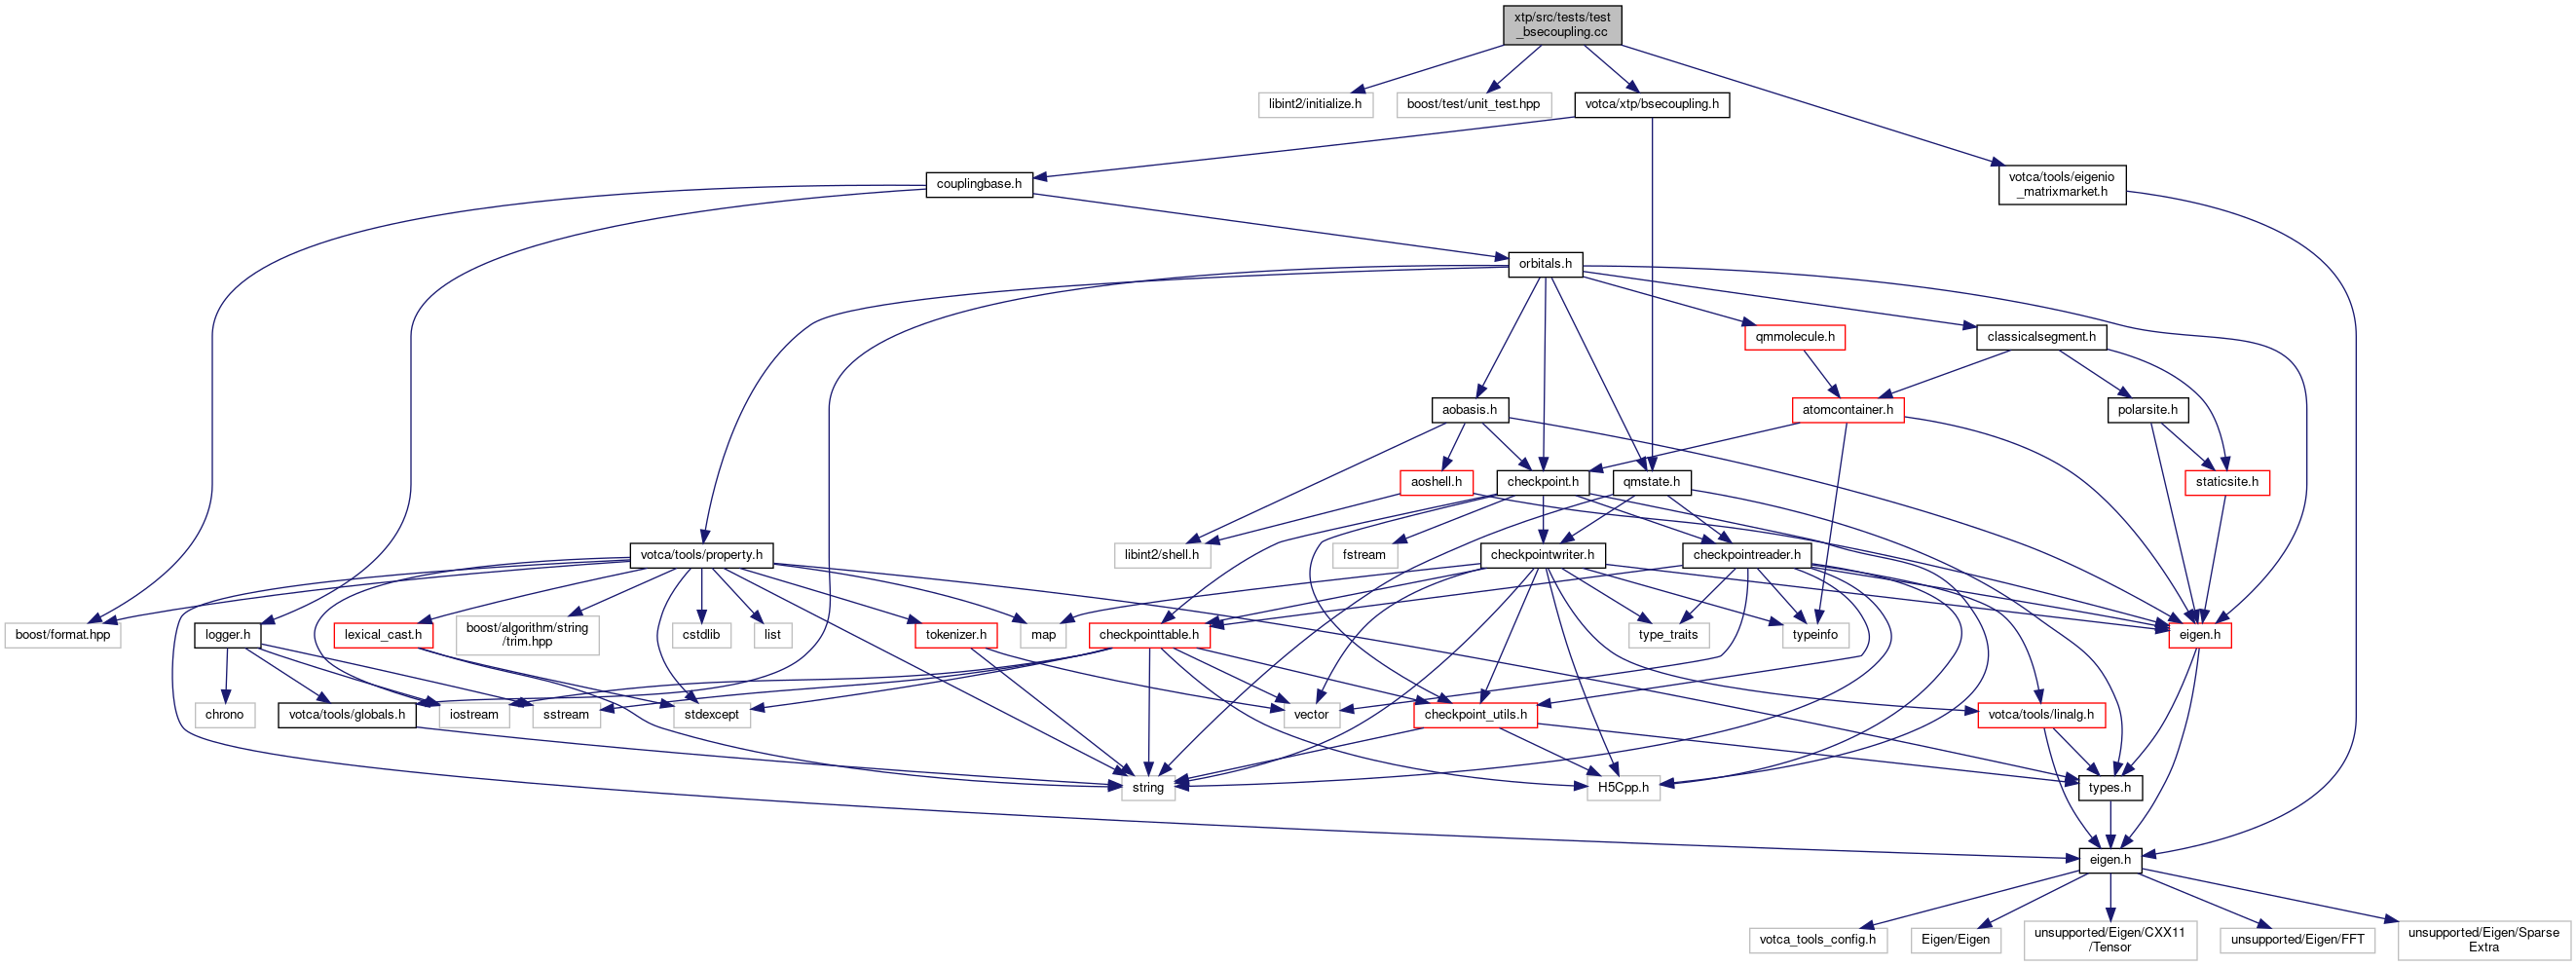 xtp/src/tests/test
_bsecoupling.cc
libint2/initialize.h
boost/test/unit_test.hpp
votca/xtp/bsecoupling.h
couplingbase.h
votca/tools/eigenio
_matrixmarket.h
orbitals.h
qmmolecule.h
classicalsegment.h
aobasis.h
atomcontainer.h
polarsite.h
aoshell.h
checkpoint.h
qmstate.h
staticsite.h
votca/tools/property.h
libint2/shell.h
fstream
checkpointwriter.h
checkpointreader.h
boost/format.hpp
logger.h
lexical_cast.h
boost/algorithm/string
/trim.hpp
cstdlib
list
tokenizer.h
map
checkpointtable.h
type_traits
typeinfo
eigen.h
chrono
votca/tools/globals.h
iostream
sstream
stdexcept
vector
checkpoint_utils.h
votca/tools/linalg.h
string
H5Cpp.h
types.h
eigen.h
votca_tools_config.h
Eigen/Eigen
unsupported/Eigen/CXX11
/Tensor
unsupported/Eigen/FFT
unsupported/Eigen/Sparse
Extra